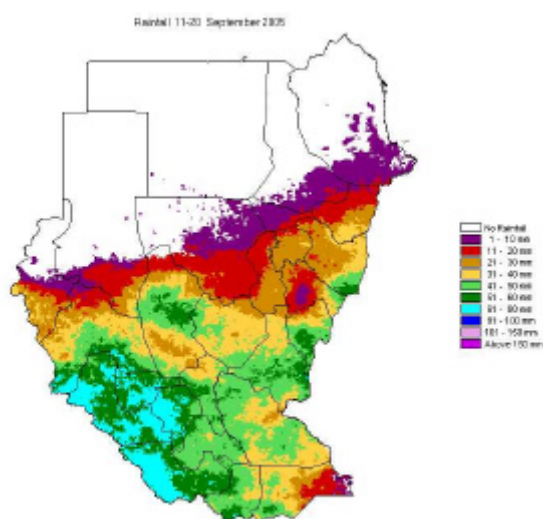 Rainfall 11-20 September 2005
No Rainfall
1 - 10 mm
11 - 20 mm
21 - 30 mm
31 - 40 mm
41 - 50 mm
51 - 60 mm
61 - 80 mm
81 - 100 mm
101 - 150 mm
Above 150 mm